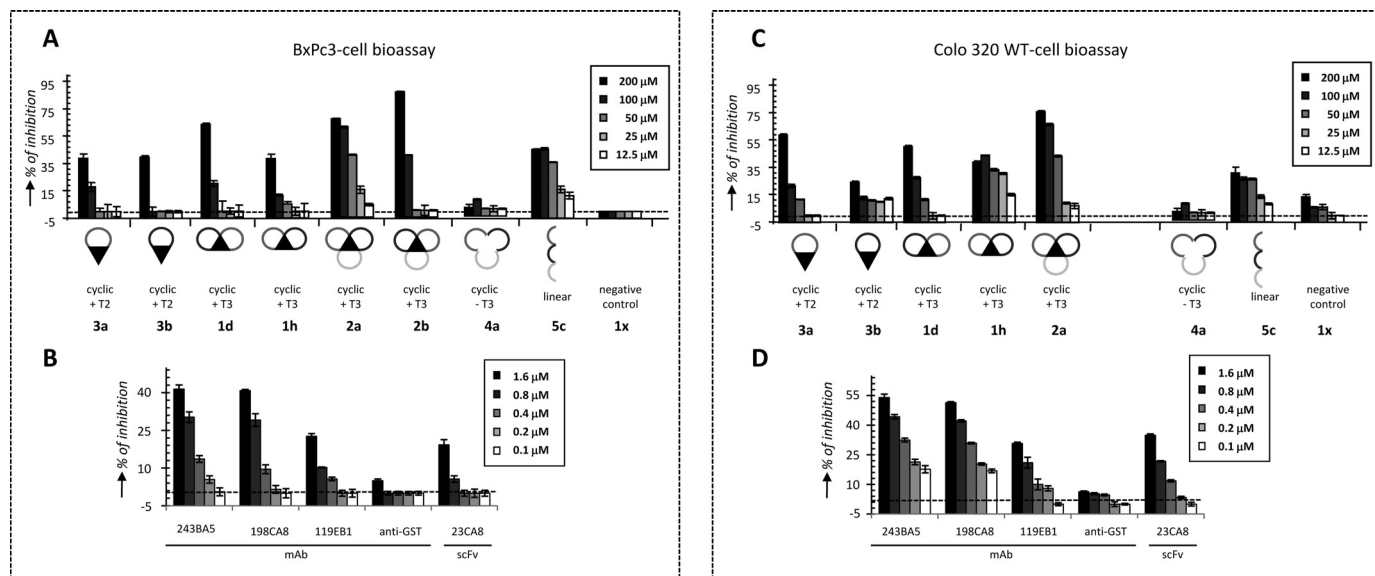 A
BxPc3-cell bioassay
% of inhibition
95
75
55
35
15
-5
200 µM
100 µM
50 µM
25 µM
12.5 µM
cyclic + T2
cyclic + T2
cyclic + T3
cyclic + T3
cyclic + T3
cyclic + T3
cyclic - T3
linear
negative control
3a
3b
1d
1h
2a
2b
4a
5c
1x
B
% of inhibition
40
25
10
-5
1.6 µM
0.8 µM
0.4 µM
0.2 µM
0.1 µM
243BA5
198CA8
119EB1
anti-GST
23CA8
mAb
scFv
C
Colo 320 WT-cell bioassay
% of inhibition
95
75
55
35
15
-5
200 µM
100 µM
50 µM
25 µM
12.5 µM
cyclic + T2
cyclic + T2
cyclic + T3
cyclic + T3
cyclic + T3
cyclic - T3
linear
negative control
3a
3b
1d
1h
2a
4a
5c
1x
D
% of inhibition
55
40
25
10
-5
1.6 µM
0.8 µM
0.4 µM
0.2 µM
0.1 µM
243BA5
198CA8
119EB1
anti-GST
23CA8
mAb
scFv